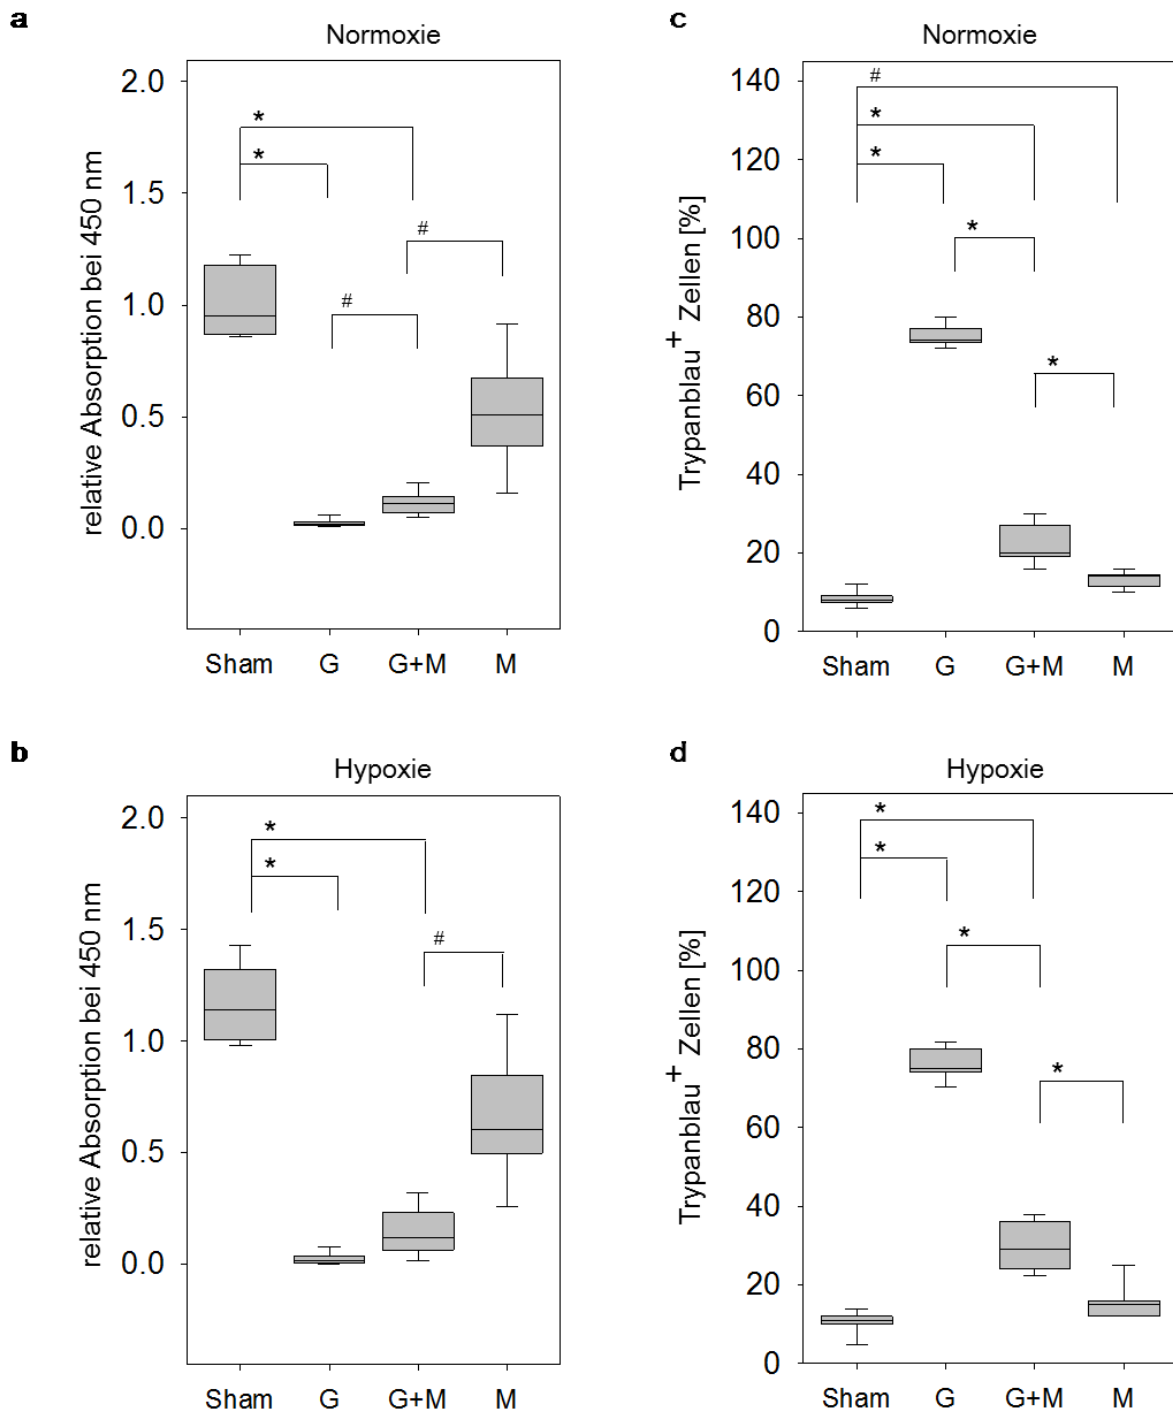 a
Normoxie
2.0
1.5
1.0
0.5
0.0
relative Absorption bei 450 nm
*
*
#
#
Sham G G+M M
c
Normoxie
140
120
100
80
60
40
20
0
Trypanblau+ Zellen [%]
#
*
*
*
*
Sham G G+M M
b
Hypoxie
2.0
1.5
1.0
0.5
0.0
relative Absorption bei 450 nm
*
*
#
Sham G G+M M
d
Hypoxie
140
120
100
80
60
40
20
0
Trypanblau+ Zellen [%]
*
*
*
*
Sham G G+M M